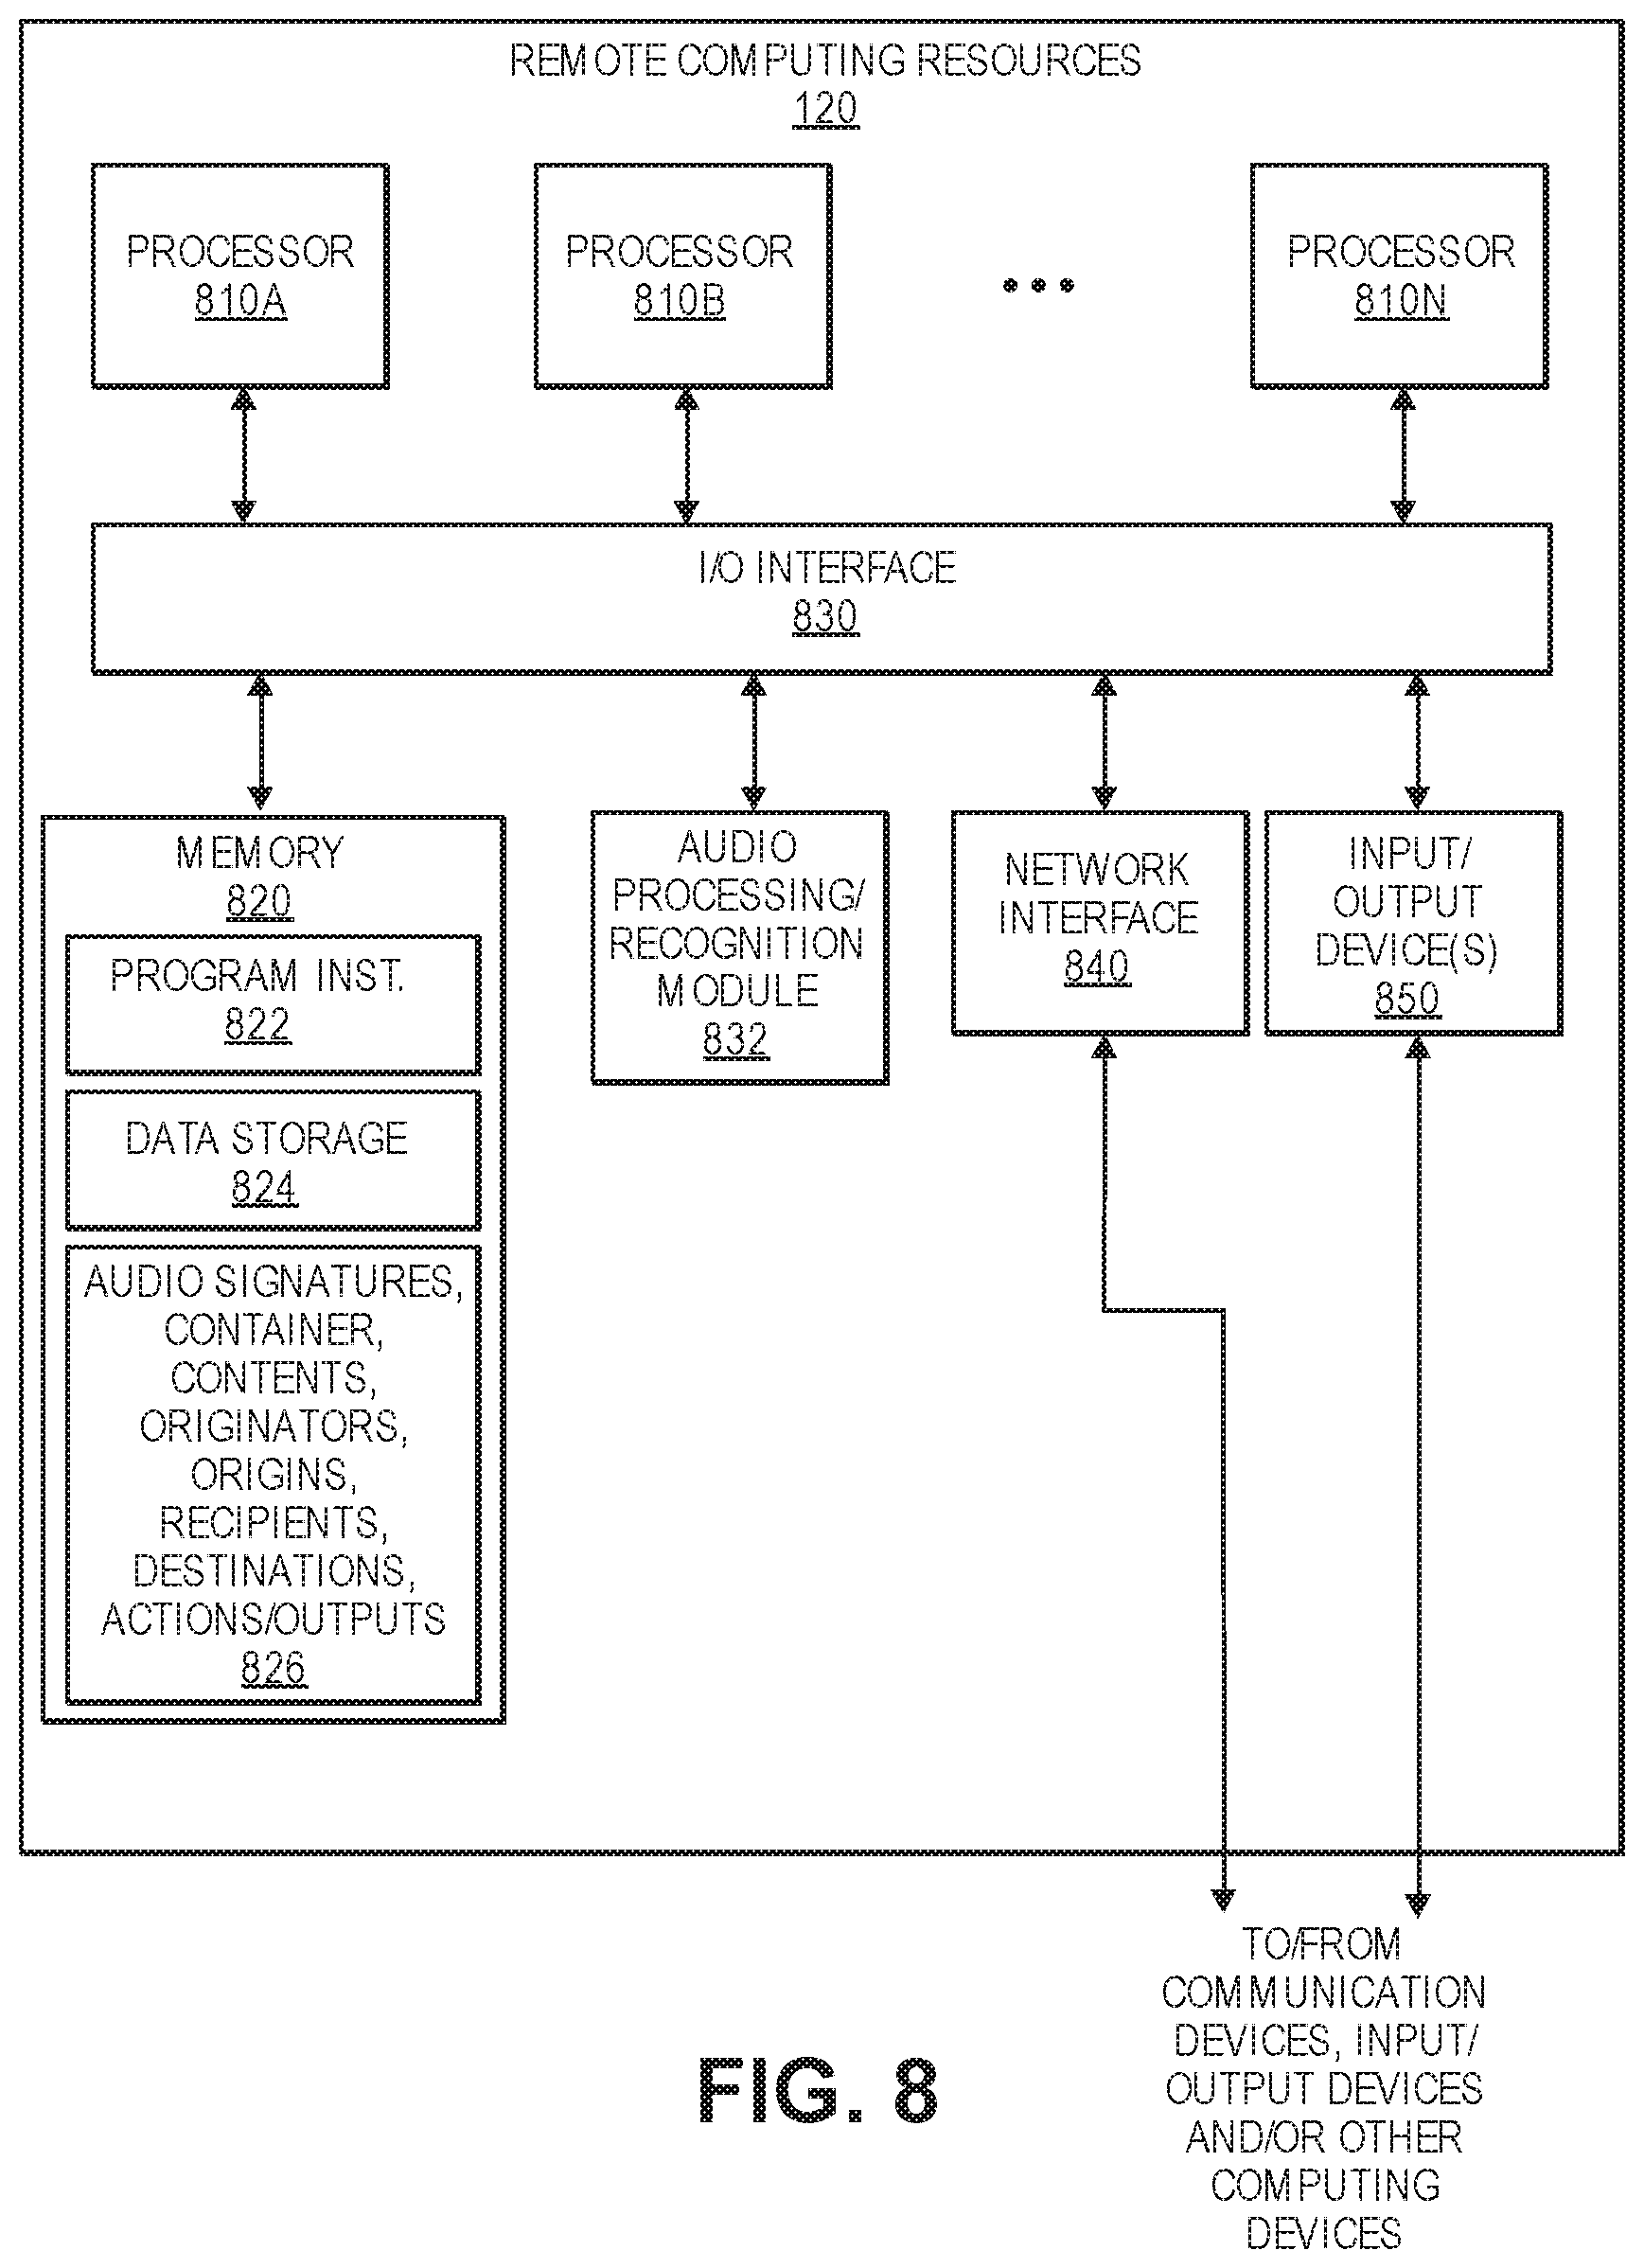 REMOTE COMPUTING RESOURCES
120
PROCESSOR
810A
PROCESSOR
810B
PROCESSOR
810N
I/O INTERFACE
830
MEMORY
820
PROGRAM INST.
822
DATA STORAGE
824
AUDIO SIGNATURES,
CONTAINER,
CONTENTS,
ORIGINATORS,
ORIGINS,
RECIPIENTS,
DESTINATIONS,
ACTIONS/OUTPUTS
826
AUDIO
PROCESSING/
RECOGNITION
MODULE
832
NETWORK
INTERFACE
840
INPUT/
OUTPUT
DEVICE(S)
850
TO/FROM
COMMUNICATION
DEVICES, INPUT/
OUTPUT DEVICES
AND/OR OTHER
COMPUTING
DEVICES
FIG. 8